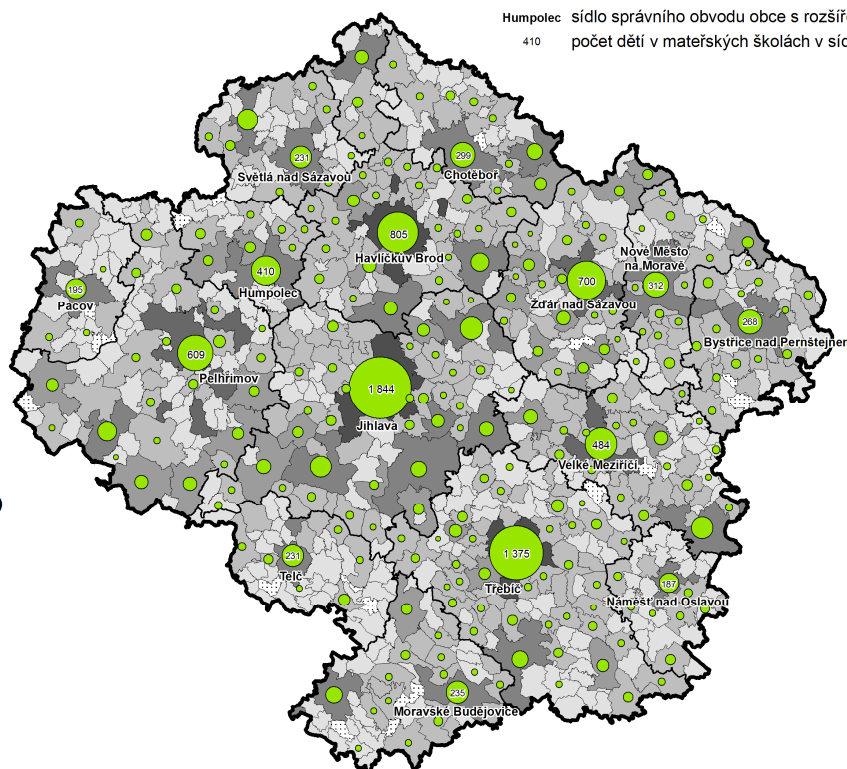 Humpolec sídlo správního obvodu obce s rozšířе
410 počet dětí v mateřských školách v síd
231
Světlá nad Sázavou
299
Chotěboř
805
Havlíčkův Brod
Nové Město
na Moravě
312
195
Pacov
410
Humpolec
700
Žďár nad Sázavou
268
Bystřice nad Pernštejnem
609
Pelhřimov
1 844
Jihlava
484
Velké Meziříčí
231
Telč
1 375
Třebíč
187
Náměšť nad Oslavou
235
Moravské Budějovice